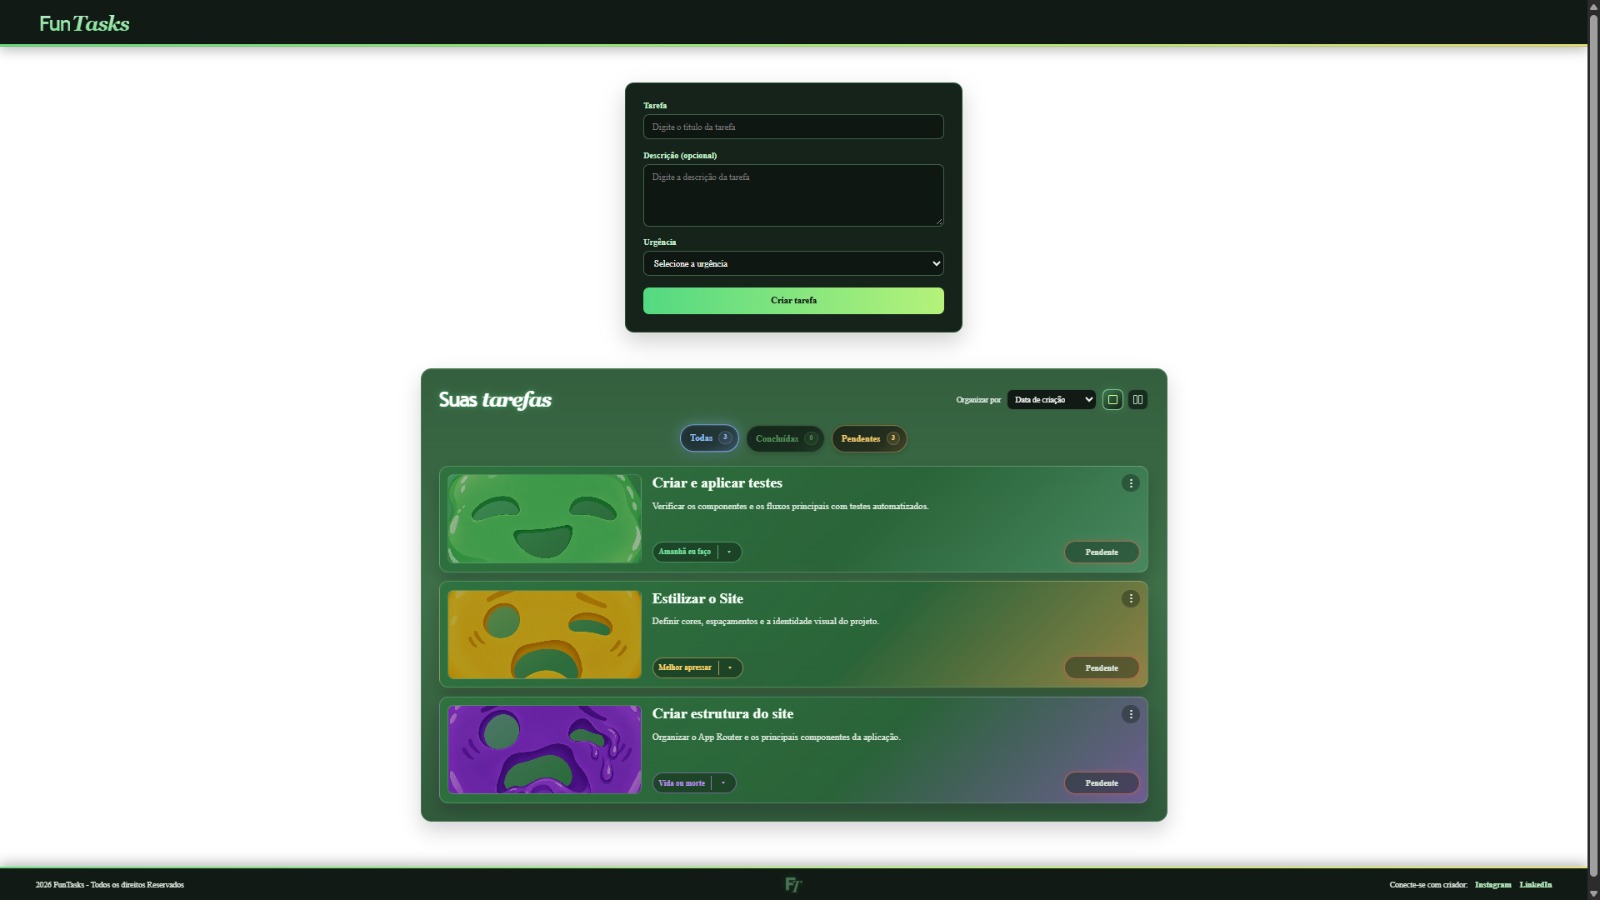 FunTasks
Tarefa
Digite o título da tarefa
Descrição (opcional)
Digite a descrição da tarefa
Urgência
Selecione a urgência
Criar tarefa
Suas tarefas
Organizar por
Data de criação
Todas 3
Concluídas 0
Pendentes 3
Criar e aplicar testes
Verificar os componentes e os fluxos principais com testes automatizados.
Amanhã eu faço
Pendente
Estilizar o Site
Definir cores, espaçamentos e a identidade visual do projeto.
Melhor apressar
Pendente
Criar estrutura do site
Organizar o App Router e os principais componentes da aplicação.
Vida ou morte
Pendente
2026 FunTasks - Todos os direitos Reservados
FT
Conecte-se com criador: Instagram LinkedIn